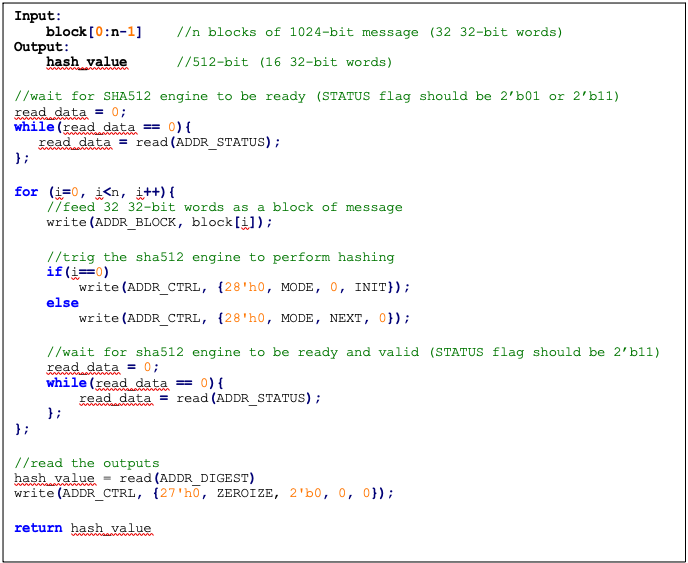 Input:
block[0:n-1] //n blocks of 1024-bit message (32 32-bit words)
Output:
hash_value //512-bit (16 32-bit words)
//wait for SHA512 engine to be ready (STATUS flag should be 2’b01 or 2’b11)
read_data = 0;
while(read_data == 0){
read_data = read(ADDR_STATUS);
};
for (i=0, i<n, i++){
//feed 32 32-bit words as a block of message
write(ADDR_BLOCK, block[i]);
//trig the sha512 engine to perform hashing
if(i==0)
write(ADDR_CTRL, {28'h0, MODE, 0, INIT});
else
write(ADDR_CTRL, {28'h0, MODE, NEXT, 0});
//wait for sha512 engine to be ready and valid (STATUS flag should be 2’b11)
read_data = 0;
while(read_data == 0){
read_data = read(ADDR_STATUS);
};
};
//read the outputs
hash_value = read(ADDR_DIGEST)
write(ADDR_CTRL, {27'h0, ZEROIZE, 2'b0, 0, 0});
return hash_value